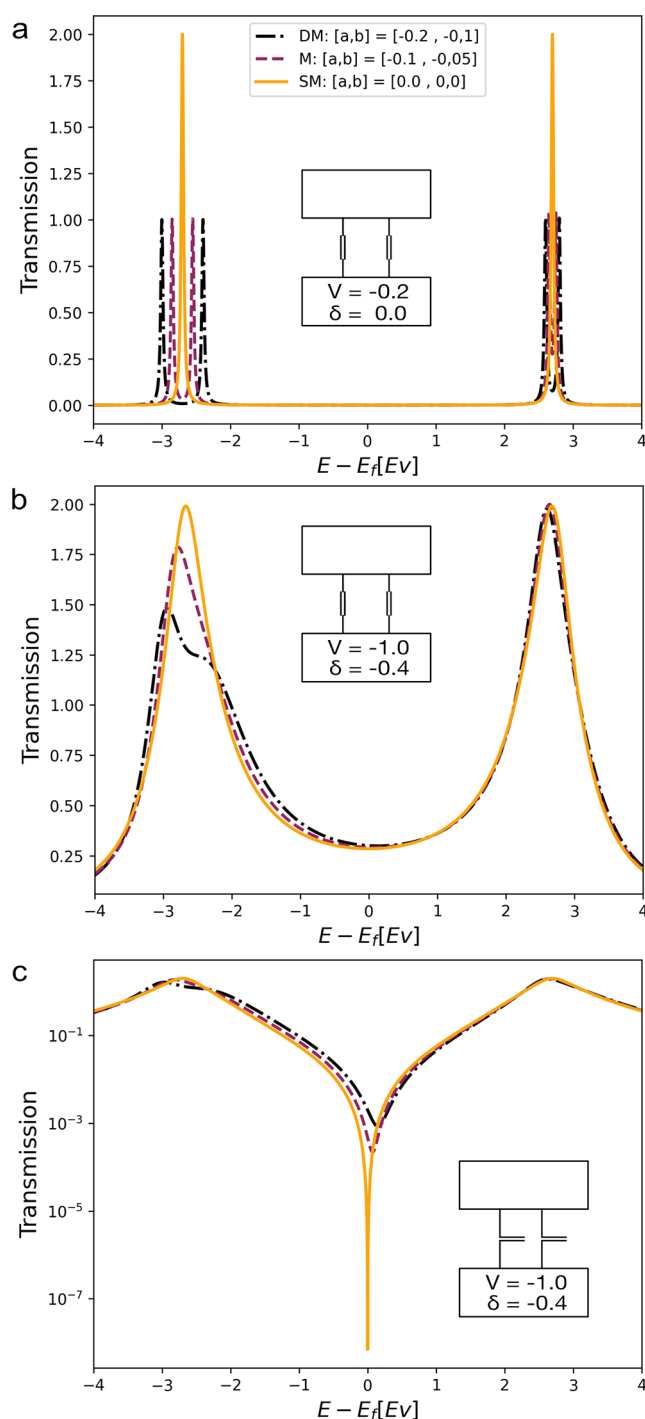 a
2.00
1.75
1.50
1.25
1.00
0.75
0.50
0.25
0.00
Transmission
DM: [a,b] = [-0.2 , -0,1]
M: [a,b] = [-0.1 , -0,05]
SM: [a,b] = [0.0 , 0,0]
V = -0.2
δ = 0.0
−4 −3 −2 −1 0 1 2 3 4
E − E_f[Ev]
b
2.00
1.75
1.50
1.25
1.00
0.75
0.50
0.25
Transmission
V = -1.0
δ = -0.4
−4 −3 −2 −1 0 1 2 3 4
E − E_f[Ev]
c
10⁻¹
10⁻³
10⁻⁵
10⁻⁷
Transmission
V = -1.0
δ = -0.4
−4 −3 −2 −1 0 1 2 3 4
E − E_f[Ev]